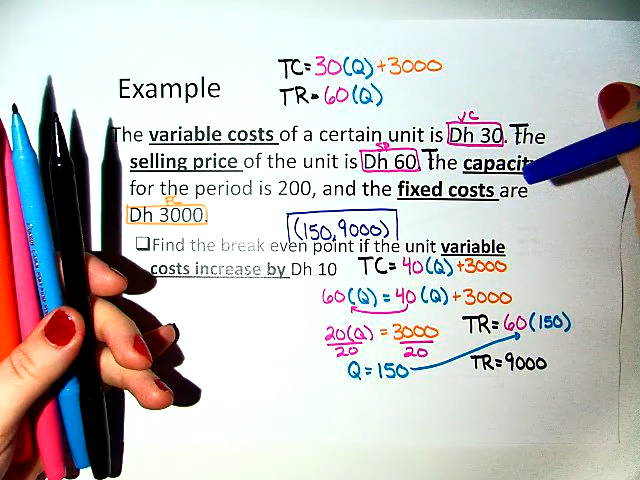 TC=30(Q)+3000
Example
TR=60(Q)
VC
The variable costs of a certain unit is Dh 30. The
SP
selling price of the unit is Dh 60. The capacity
for the period is 200, and the fixed costs are
FC
Dh 3000.
(150,9000)
❑Find the break even point if the unit variable
costs increase by Dh 10
TC=40(Q)+3000
60(Q)=40(Q)+3000
20(Q)=3000
20 20
TR=60(150)
Q=150
TR=9000